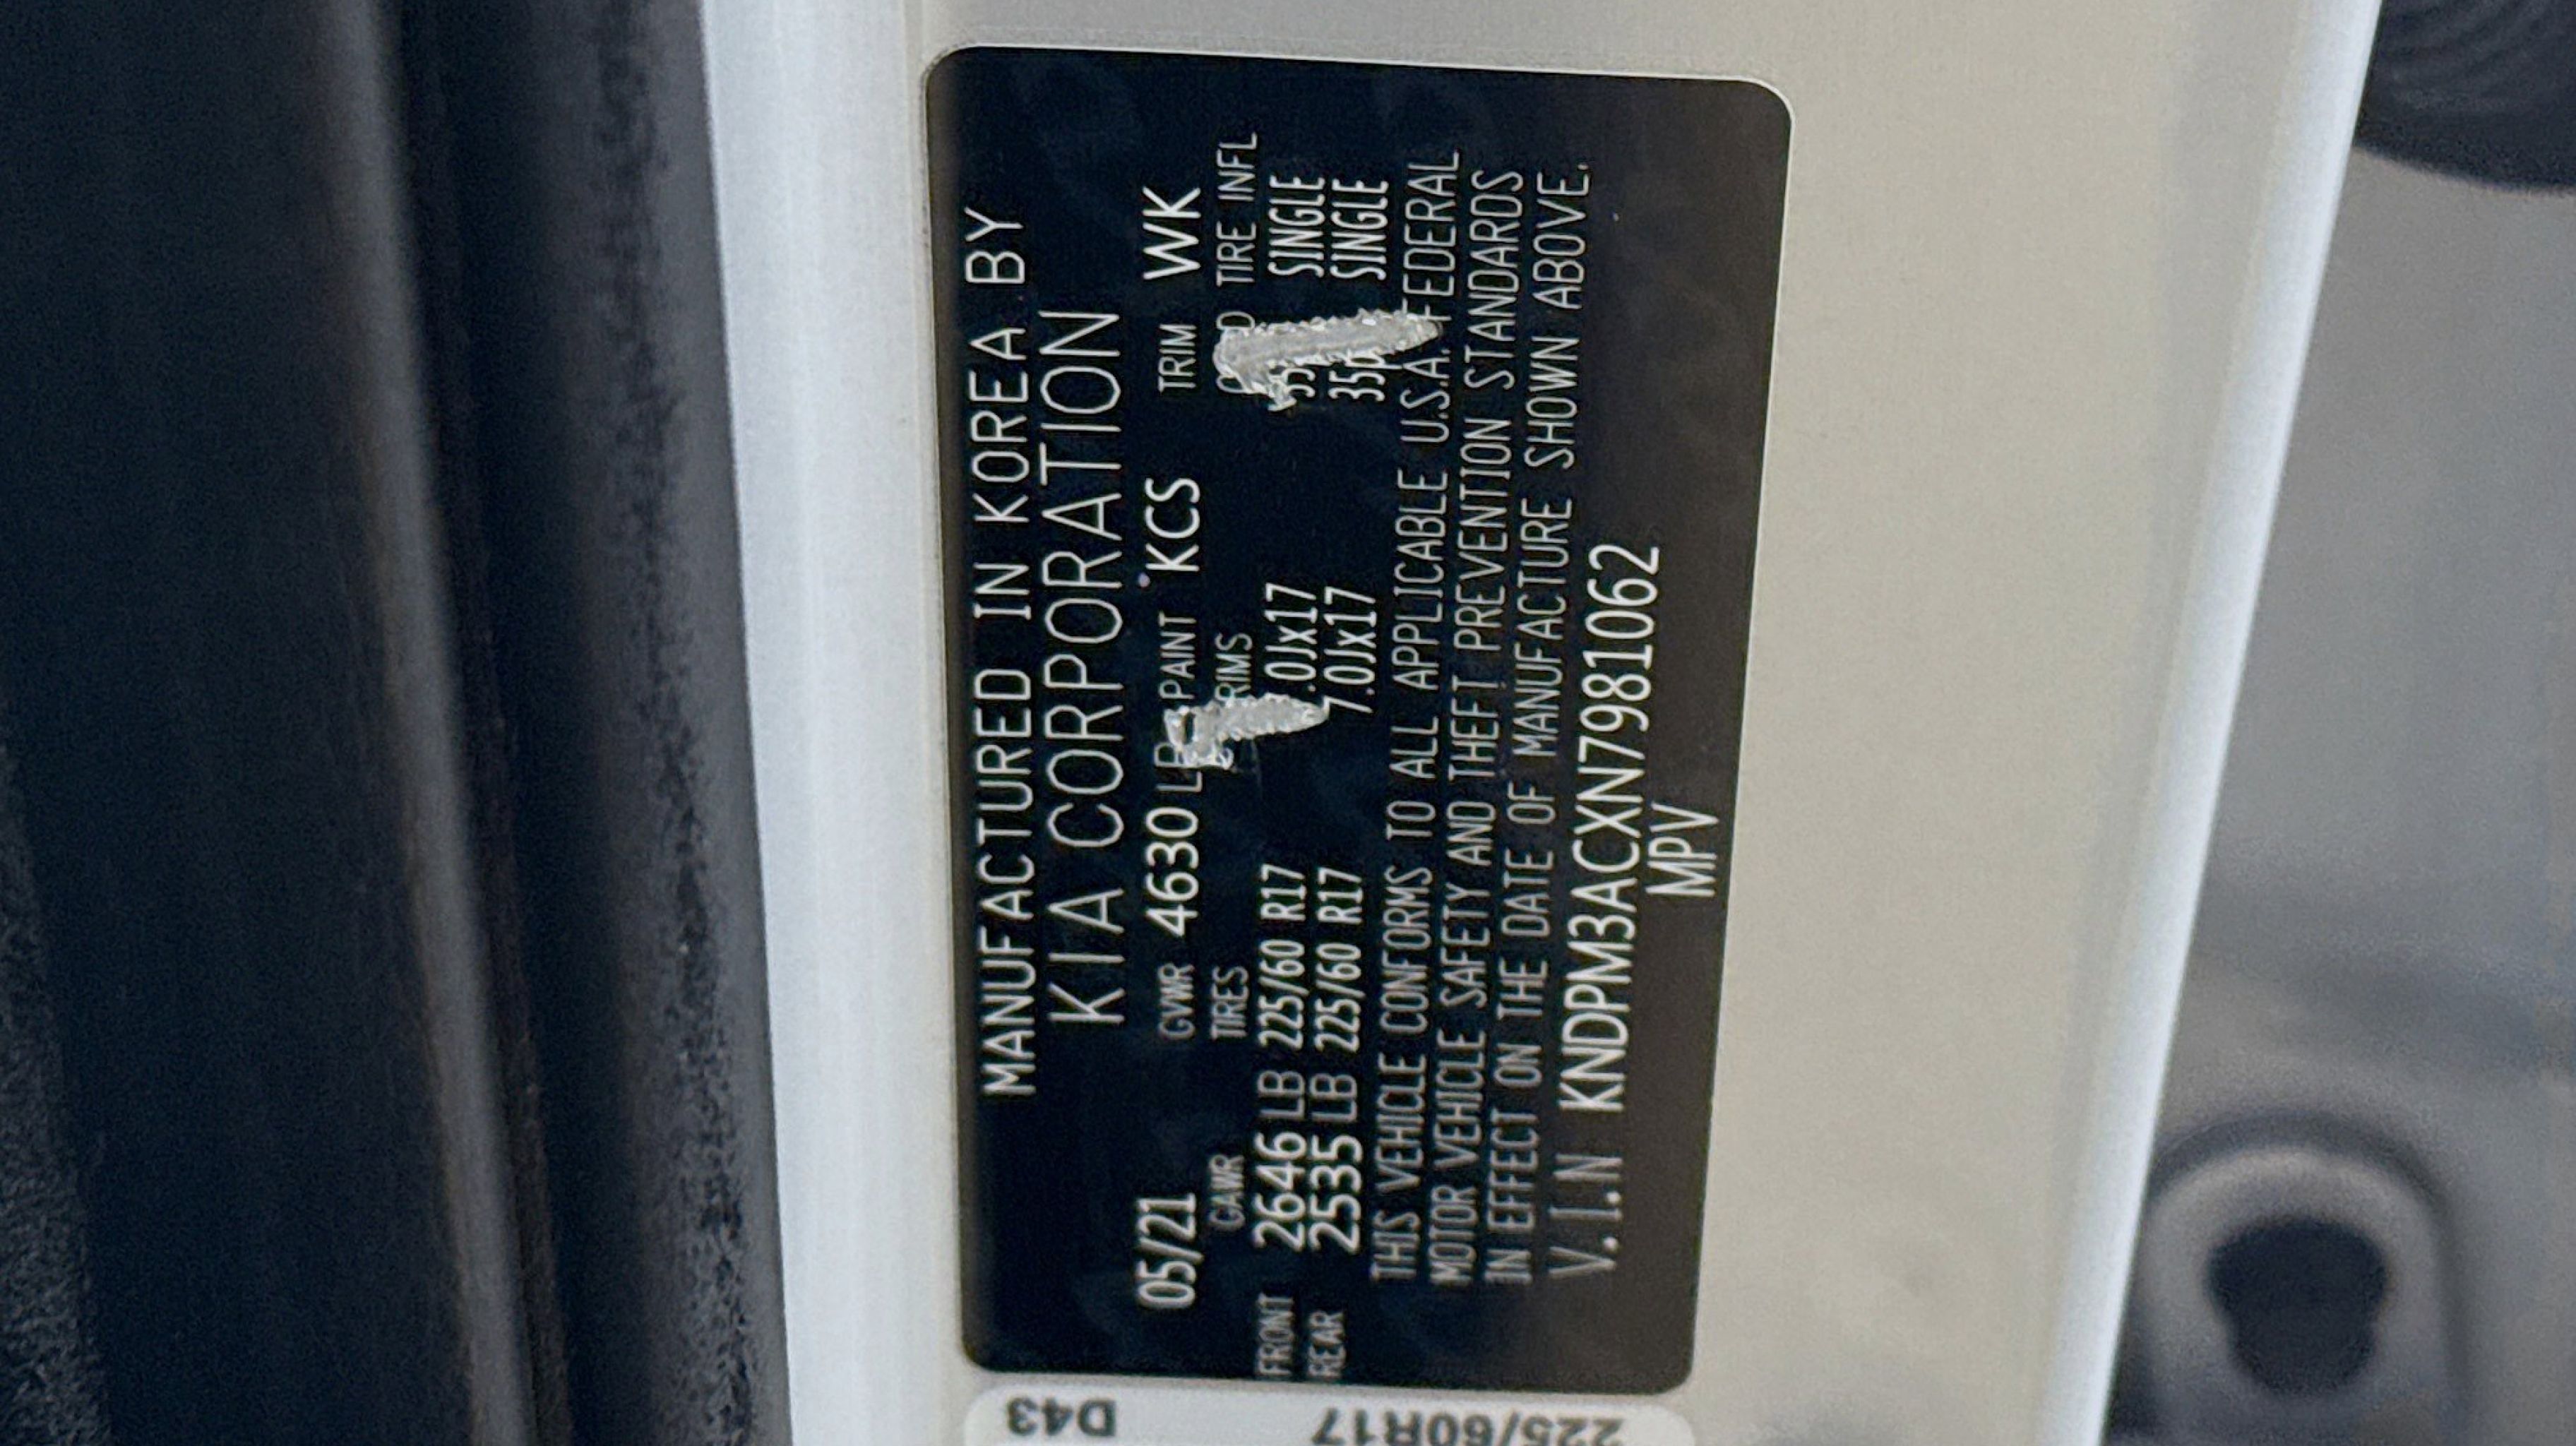 MANUFACTURED IN KOREA BY
KIA CORPORATION
05/21 GVWR 4630 LB PAINT KCS TRIM WK
GAWR TIRES RIMS TIRE INFL
FRONT 2646 LB 225/60 R17 7.0Jx17 SINGLE
REAR 2535 LB 225/60 R17 7.0Jx17 35p SINGLE
THIS VEHICLE CONFORMS TO ALL APPLICABLE U.S.A. FEDERAL
MOTOR VEHICLE SAFETY AND THEFT PREVENTION STANDARDS
IN EFFECT ON THE DATE OF MANUFACTURE SHOWN ABOVE.
V.I.N KNDPM3ACXN7981062
MPV
225/60R17 D43